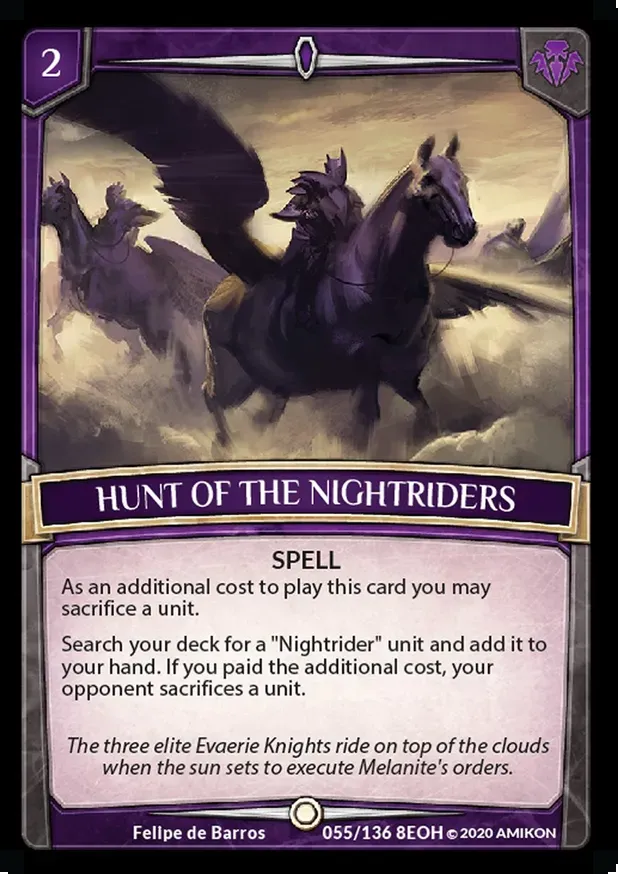 2
HUNT OF THE NIGHTRIDERS
SPELL
As an additional cost to play this card you may
sacrifice a unit.
Search your deck for a "Nightrider" unit and add it to
your hand. If you paid the additional cost, your
opponent sacrifices a unit.
The three elite Evaerie Knights ride on top of the clouds
when the sun sets to execute Melanite's orders.
Felipe de Barros 055/136 8EOH © 2020 AMIKON